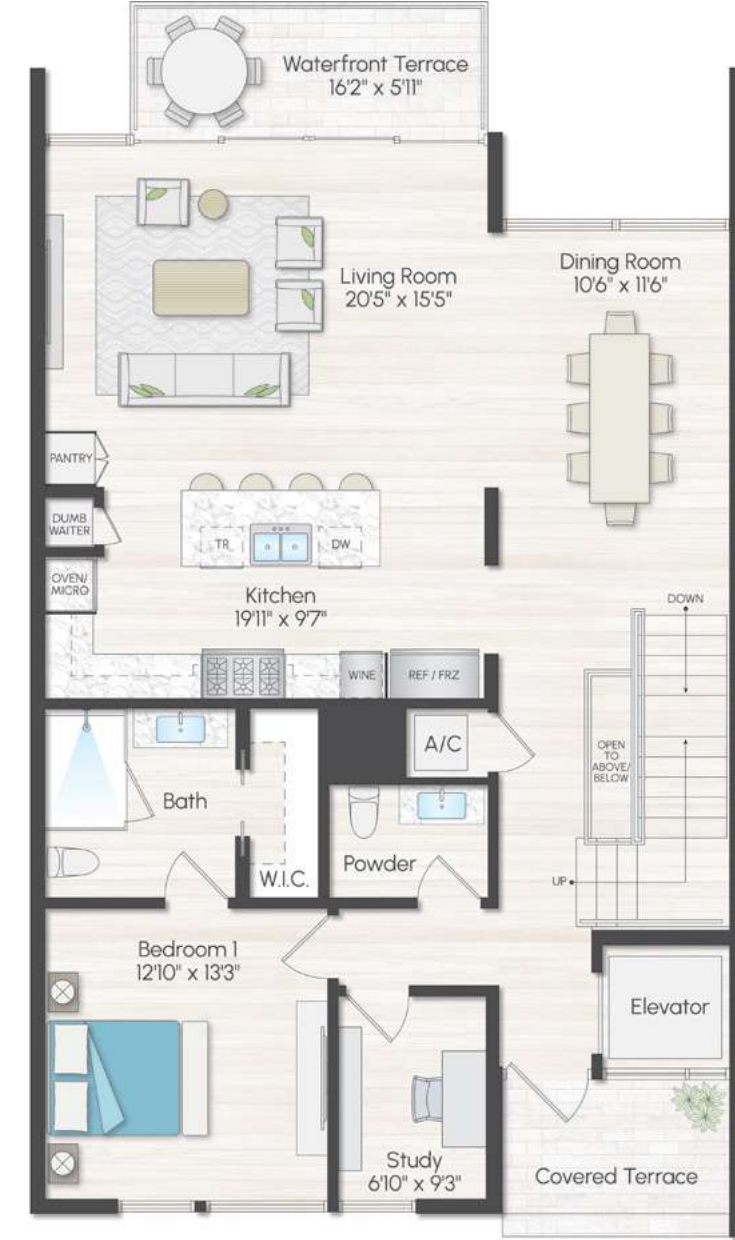 Waterfront Terrace
16'2" x 5'11"
Living Room
20'5" x 15'5"
Dining Room
10'6" x 11'6"
PANTRY
DUMB
WAITER
OVEN/
MICRO
TR
DW
Kitchen
19'11" x 9'7"
WINE
REF / FRZ
DOWN
OPEN
TO
ABOVE/
BELOW
UP
A/C
Bath
W.I.C.
Powder
Bedroom 1
12'10" x 13'3"
Elevator
Study
6'10" x 9'3"
Covered Terrace